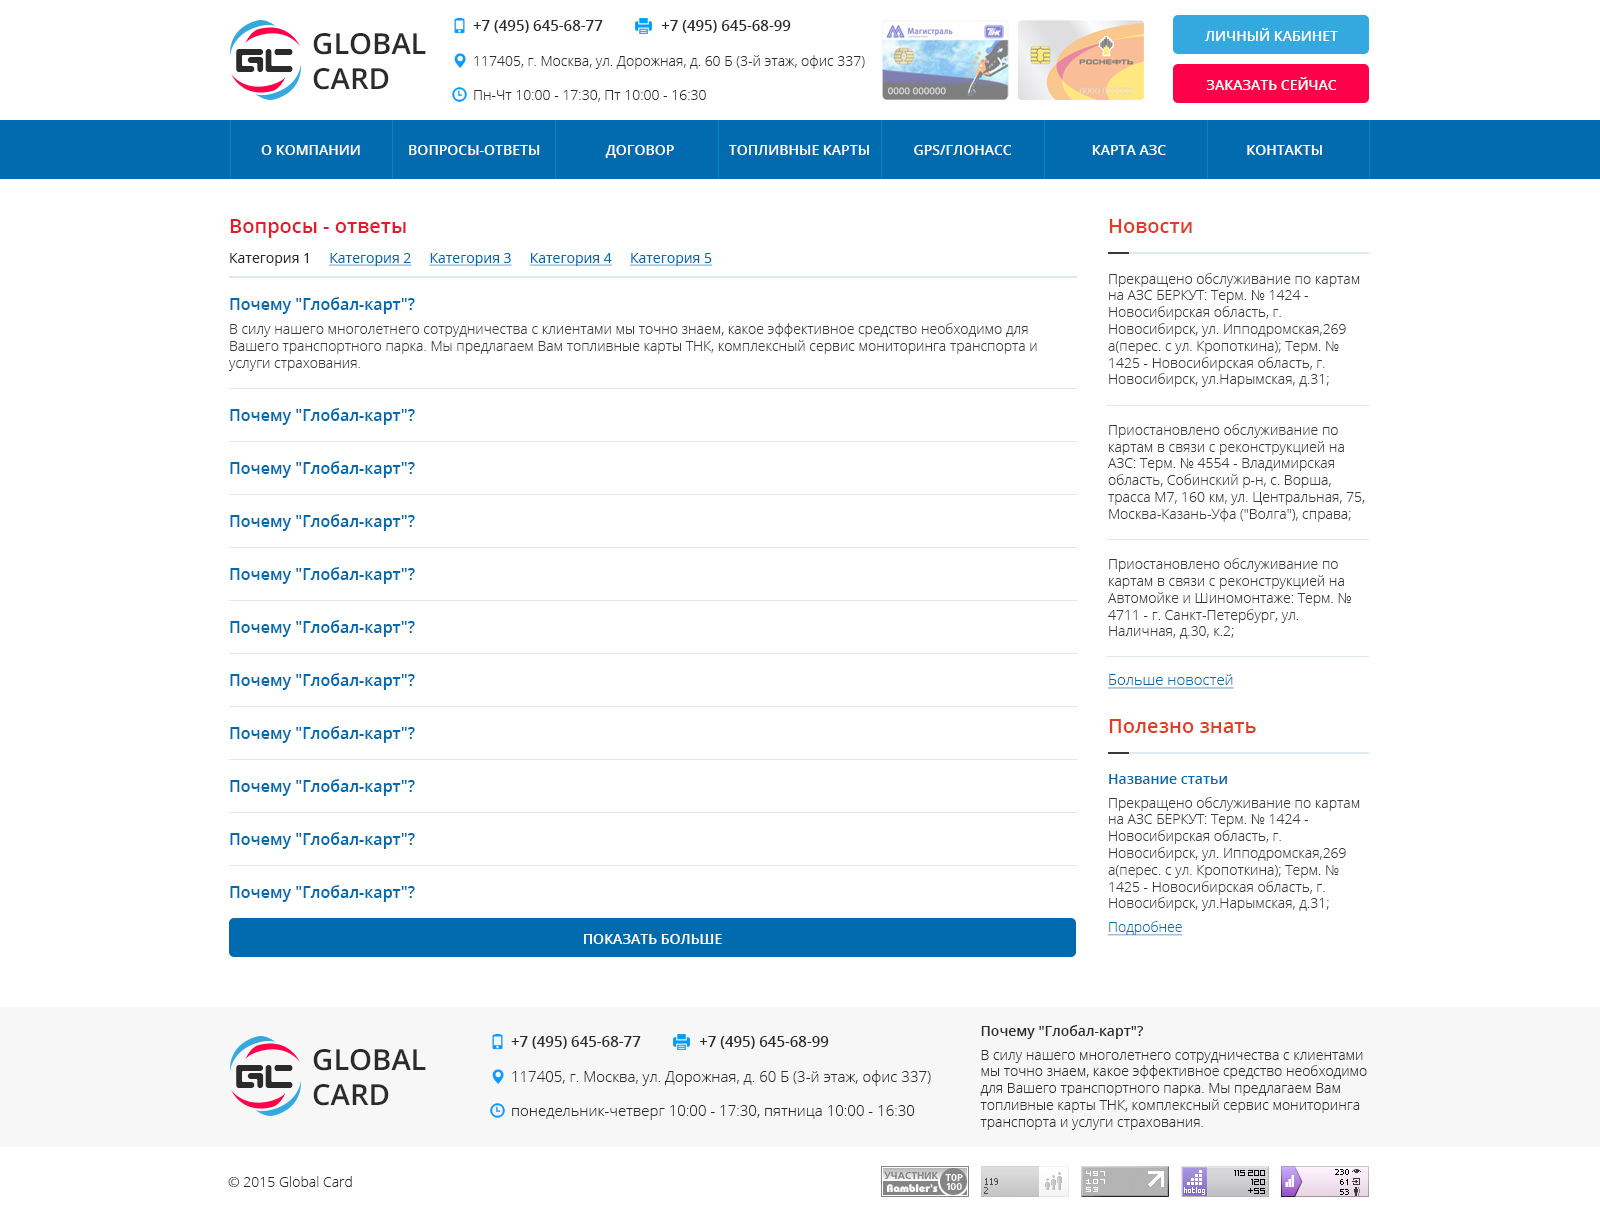 GLOBAL
CARD
+7 (495) 645-68-77
+7 (495) 645-68-99
117405, г. Москва, ул. Дорожная, д. 60 Б (3-й этаж, офис 337)
Пн-Чт 10:00 - 17:30, Пт 10:00 - 16:30
Магистраль
ТНК
0000 000000
РОСНЕФТЬ
ЛИЧНЫЙ КАБИНЕТ
ЗАКАЗАТЬ СЕЙЧАС
О КОМПАНИИ
ВОПРОСЫ-ОТВЕТЫ
ДОГОВОР
ТОПЛИВНЫЕ КАРТЫ
GPS/ГЛОНАСС
КАРТА АЗС
КОНТАКТЫ
Вопросы - ответы
Категория 1 Категория 2 Категория 3 Категория 4 Категория 5
Почему "Глобал-карт"?
В силу нашего многолетнего сотрудничества с клиентами мы точно знаем, какое эффективное средство необходимо для
Вашего транспортного парка. Мы предлагаем Вам топливные карты ТНК, комплексный сервис мониторинга транспорта и
услуги страхования.
Почему "Глобал-карт"?
Почему "Глобал-карт"?
Почему "Глобал-карт"?
Почему "Глобал-карт"?
Почему "Глобал-карт"?
Почему "Глобал-карт"?
Почему "Глобал-карт"?
Почему "Глобал-карт"?
Почему "Глобал-карт"?
Почему "Глобал-карт"?
ПОКАЗАТЬ БОЛЬШЕ
Новости
Прекращено обслуживание по картам
на АЗС БЕРКУТ: Терм. № 1424 -
Новосибирская область, г.
Новосибирск, ул. Ипподромская,269
а(перес. с ул. Кропоткина); Терм. №
1425 - Новосибирская область, г.
Новосибирск, ул.Нарымская, д.31;
Приостановлено обслуживание по
картам в связи с реконструкцией на
АЗС: Терм. № 4554 - Владимирская
область, Собинский р-н, с. Ворша,
трасса М7, 160 км, ул. Центральная, 75,
Москва-Казань-Уфа ("Волга"), справа;
Приостановлено обслуживание по
картам в связи с реконструкцией на
Автомойке и Шиномонтаже: Терм. №
4711 - г. Санкт-Петербург, ул.
Наличная, д.30, к.2;
Больше новостей
Полезно знать
Название статьи
Прекращено обслуживание по картам
на АЗС БЕРКУТ: Терм. № 1424 -
Новосибирская область, г.
Новосибирск, ул. Ипподромская,269
а(перес. с ул. Кропоткина); Терм. №
1425 - Новосибирская область, г.
Новосибирск, ул.Нарымская, д.31;
Подробнее
GLOBAL
CARD
+7 (495) 645-68-77
+7 (495) 645-68-99
117405, г. Москва, ул. Дорожная, д. 60 Б (3-й этаж, офис 337)
понедельник-четверг 10:00 - 17:30, пятница 10:00 - 16:30
Почему "Глобал-карт"?
В силу нашего многолетнего сотрудничества с клиентами
мы точно знаем, какое эффективное средство необходимо
для Вашего транспортного парка. Мы предлагаем Вам
топливные карты ТНК, комплексный сервис мониторинга
транспорта и услуги страхования.
© 2015 Global Card
УЧАСТНИК
Rambler's
TOP
100
119
2
497
107
53
hotlog
115 200
120
+55
230
61
53